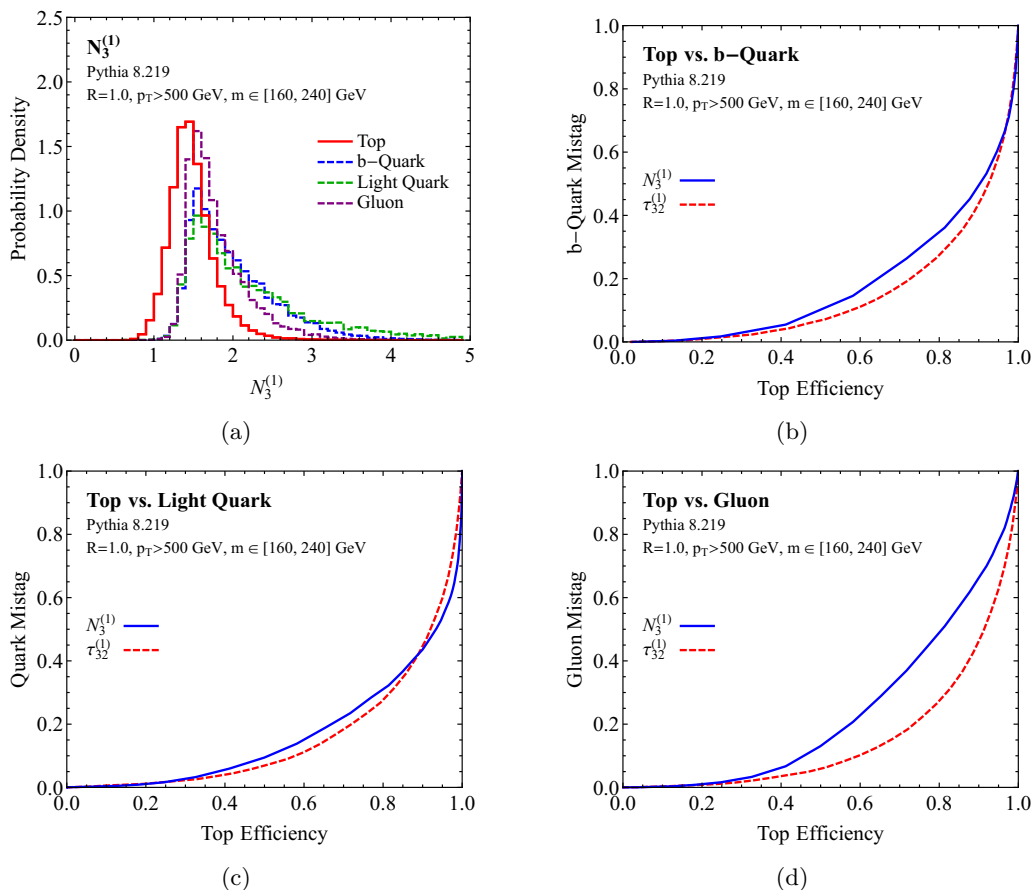 N₃⁽¹⁾
Pythia 8.219
R=1.0, p_T>500 GeV, m ∈ [160, 240] GeV
Top
b−Quark
Light Quark
Gluon
Probability Density
0.0
0.5
1.0
1.5
2.0
2.5
0
1
2
3
4
5
N₃⁽¹⁾
(a)
Top vs. b−Quark
Pythia 8.219
R=1.0, p_T>500 GeV, m ∈ [160, 240] GeV
N₃⁽¹⁾
τ₃₂⁽¹⁾
b−Quark Mistag
0.0
0.2
0.4
0.6
0.8
1.0
0.0
0.2
0.4
0.6
0.8
1.0
Top Efficiency
(b)
Top vs. Light Quark
Pythia 8.219
R=1.0, p_T>500 GeV, m ∈ [160, 240] GeV
N₃⁽¹⁾
τ₃₂⁽¹⁾
Quark Mistag
0.0
0.2
0.4
0.6
0.8
1.0
0.0
0.2
0.4
0.6
0.8
1.0
Top Efficiency
(c)
Top vs. Gluon
Pythia 8.219
R=1.0, p_T>500 GeV, m ∈ [160, 240] GeV
N₃⁽¹⁾
τ₃₂⁽¹⁾
Gluon Mistag
0.0
0.2
0.4
0.6
0.8
1.0
0.0
0.2
0.4
0.6
0.8
1.0
Top Efficiency
(d)